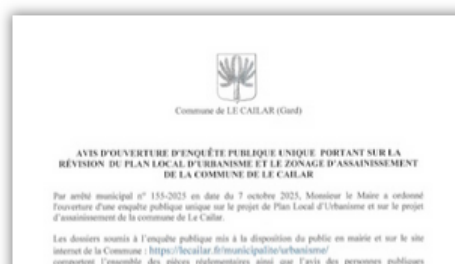 Commune de LE CAILAR (Gard)
AVIS D'OUVERTURE D'ENQUÊTE PUBLIQUE UNIQUE PORTANT SUR LA
RÉVISION DU PLAN LOCAL D'URBANISME ET LE ZONAGE D'ASSAINISSEMENT
DE LA COMMUNE DE LE CAILAR
Par arrêté municipal n° 155-2025 en date du 7 octobre 2025, Monsieur le Maire a ordonné
l'ouverture d'une enquête publique unique sur le projet de Plan Local d'Urbanisme et sur le projet
d'assainissement de la commune de Le Cailar.
Les dossiers soumis à l'enquête publique mis à la disposition du public en mairie et sur le site
internet de la Commune : https://lecailar.fr/municipalite/urbanisme/
comportent l'ensemble des pièces réglementaires ainsi que l'avis des personnes publiques